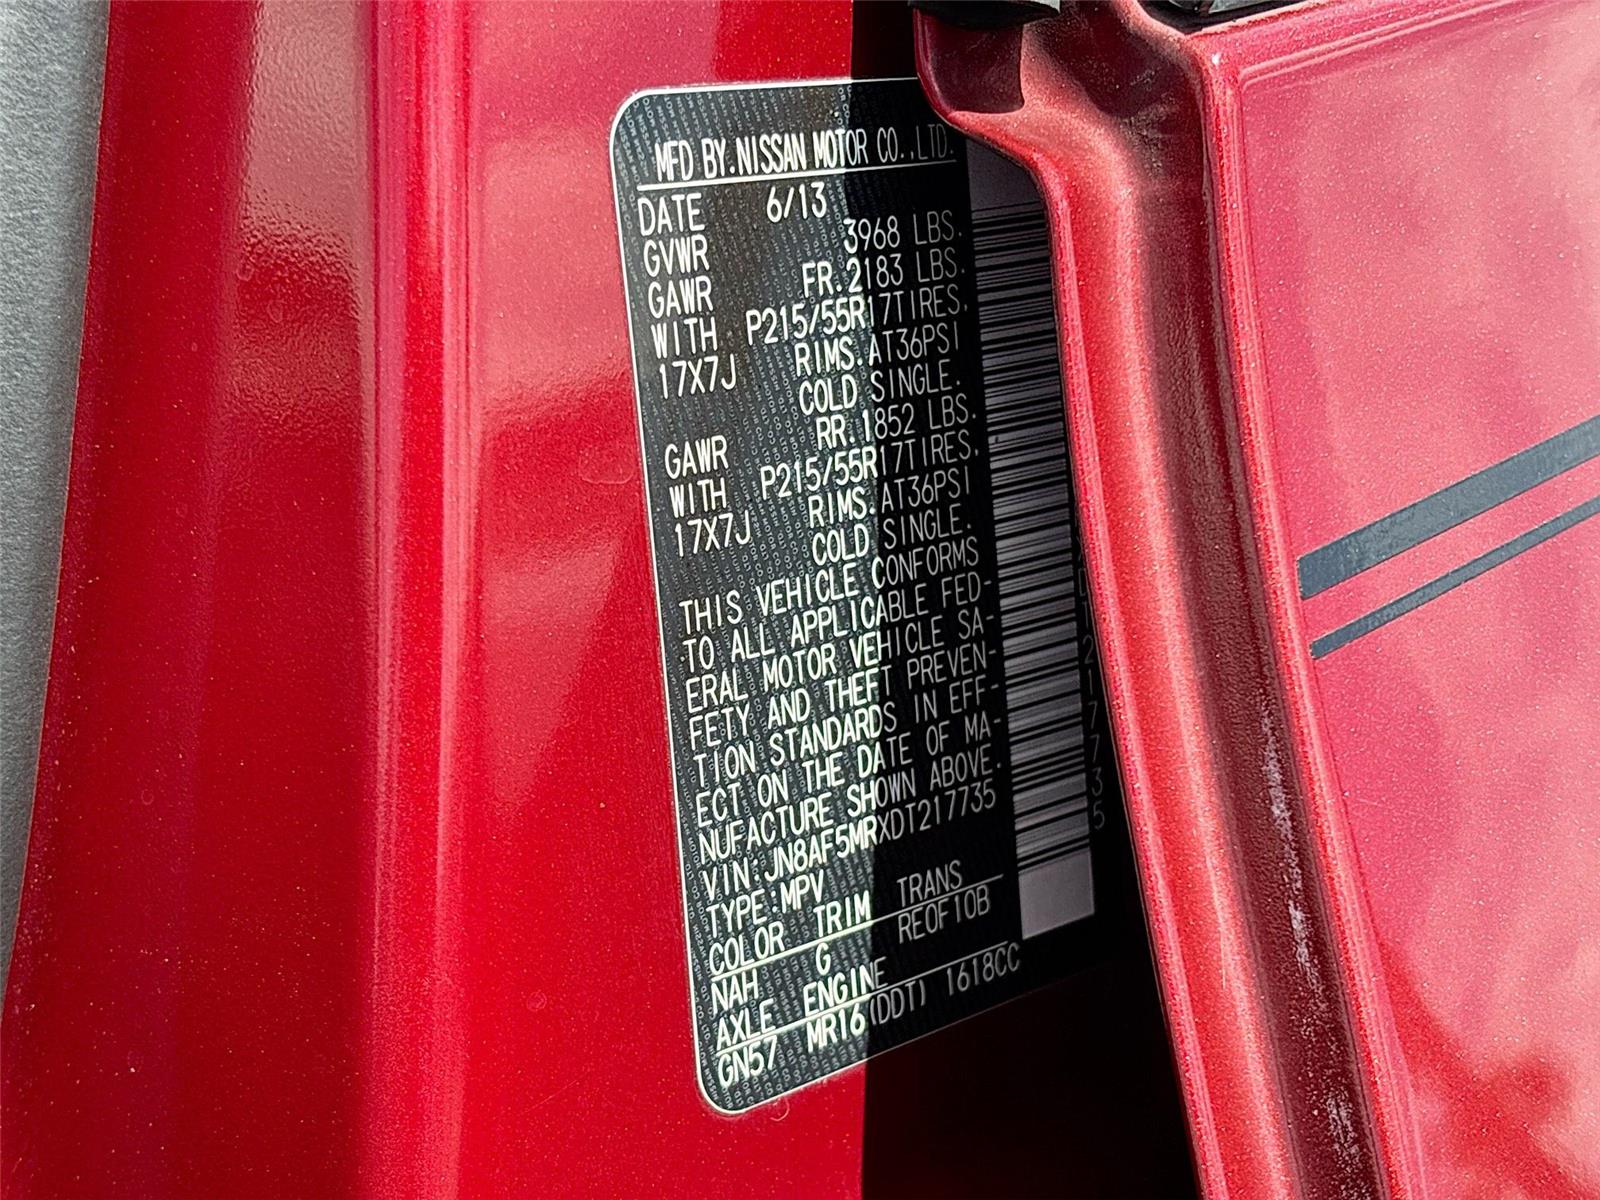 MFD BY.NISSAN MOTOR CO.,LTD.
DATE 6/13
GVWR 3968 LBS.
GAWR FR.2183 LBS.
WITH P215/55R17TIRES.
17X7J RIMS.AT36PSI
COLD SINGLE.
GAWR RR.1852 LBS.
WITH P215/55R17TIRES.
17X7J RIMS.AT36PSI
COLD SINGLE.
THIS VEHICLE CONFORMS
TO ALL APPLICABLE FED-
ERAL MOTOR VEHICLE SA-
FETY AND THEFT PREVEN-
TION STANDARDS IN EFF-
ECT ON THE DATE OF MA-
NUFACTURE SHOWN ABOVE.
VIN:JN8AF5MRXDT217735
TYPE:MPV
COLOR TRIM TRANS
NAH G RE0F10B
AXLE ENGINE
GN57 MR16(DDT) 1618CC
DT217735